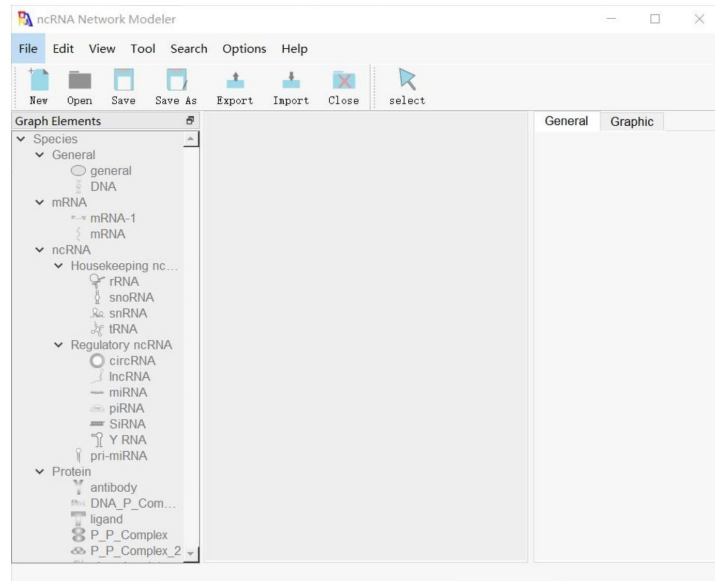 ncRNA Network Modeler
File Edit View Tool Search Options Help
New Open Save Save As Export Inport Close select
Graph Elements
General Graphic
Species
General
general
DNA
mRNA
mRNA-1
mRNA
ncRNA
Housekeeping nc...
rRNA
snoRNA
snRNA
tRNA
Regulatory ncRNA
circRNA
lncRNA
miRNA
piRNA
SiRNA
Y RNA
pri-miRNA
Protein
antibody
DNA_P_Com...
ligand
P_P_Complex
P_P_Complex_2